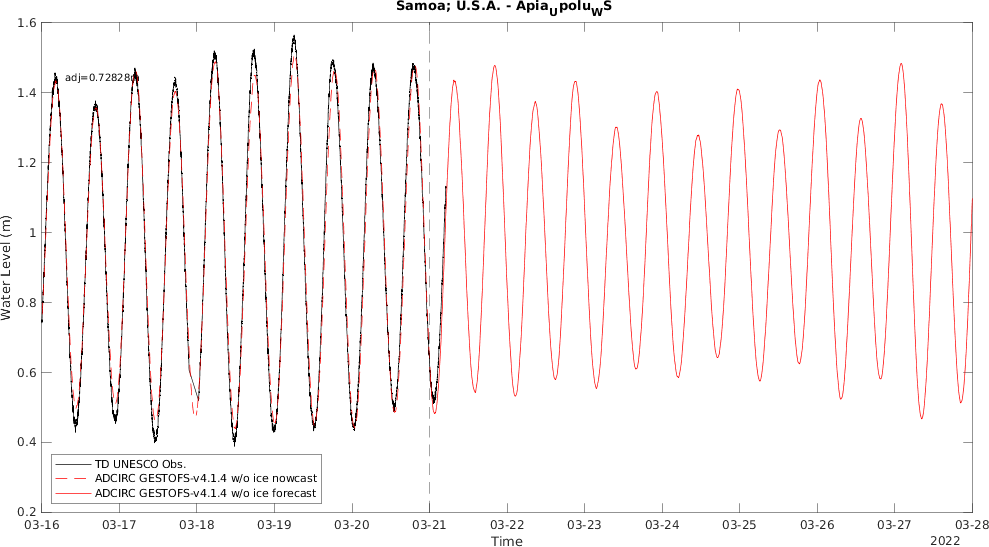 Samoa; U.S.A. - ApiaUpoluWS
1.6
1.4
1.2
1
0.8
0.6
0.4
0.2
Water Level (m)
adj=0.72828m
TD UNESCO Obs.
ADCIRC GESTOFS-v4.1.4 w/o ice nowcast
ADCIRC GESTOFS-v4.1.4 w/o ice forecast
03-16 03-17 03-18 03-19 03-20 03-21 03-22 03-23 03-24 03-25 03-26 03-27 03-28
Time
2022